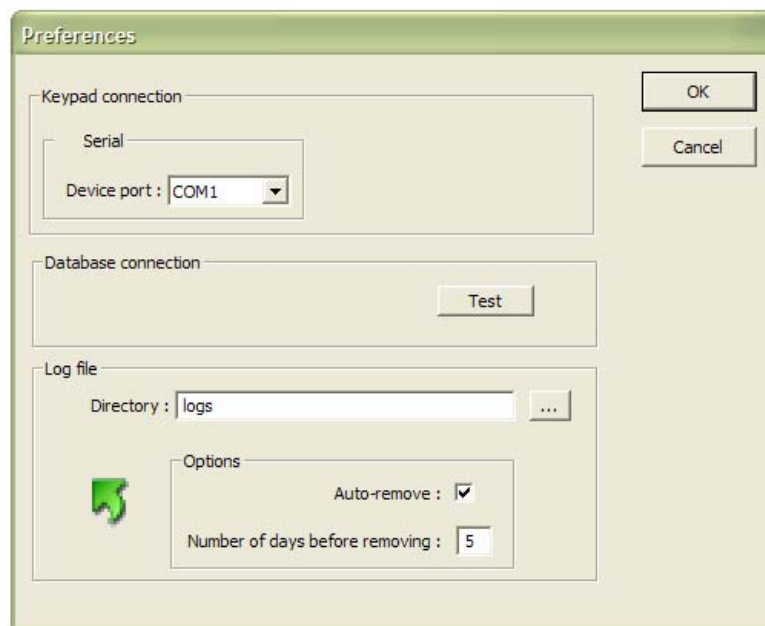 Preferences
Keypad connection
OK
Serial
Cancel
Device port : COM1
Database connection
Test
Log file
Directory : logs ...
Options
Auto-remove :
Number of days before removing : 5